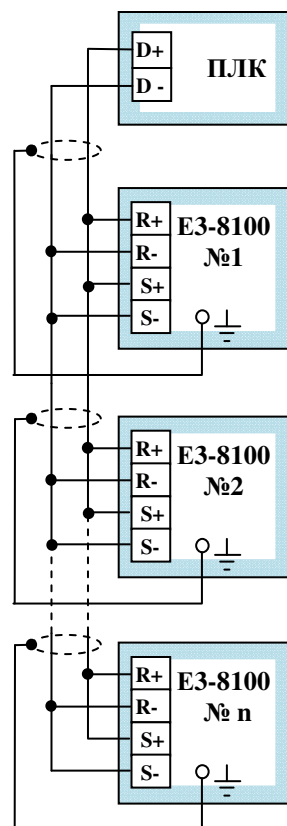 D+
D -
ПЛК
R+
R-
S+
S-
Е3-8100
№1
R+
R-
S+
S-
Е3-8100
№2
R+
R-
S+
S-
Е3-8100
№ n